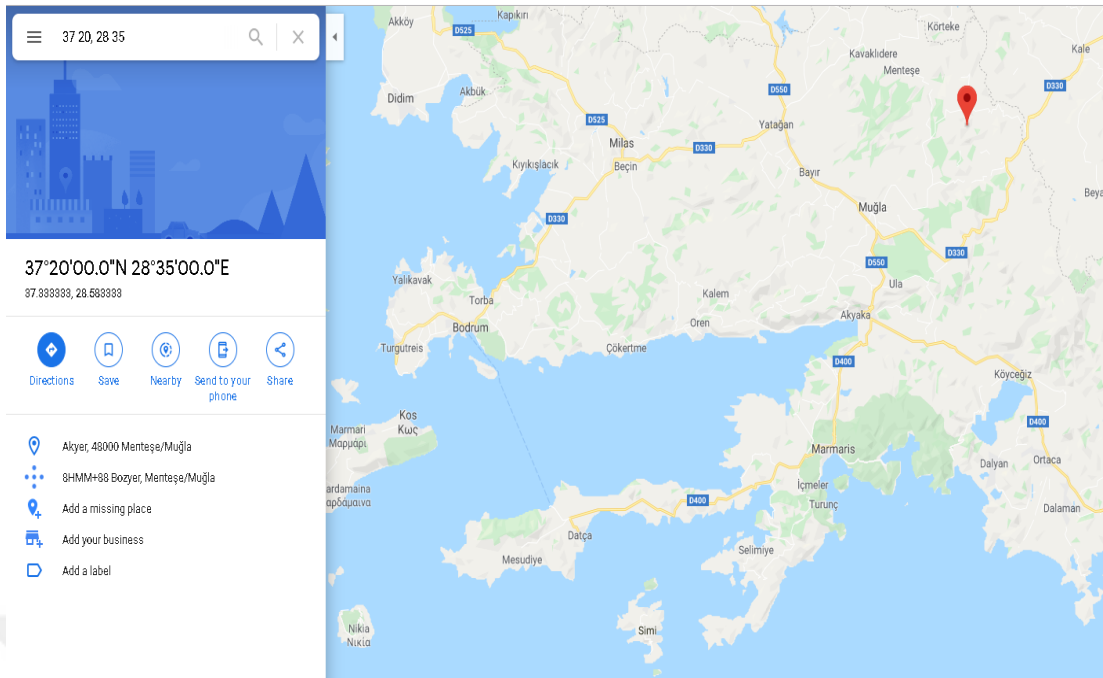 37 20, 28 35
37°20'00.0"N 28°35'00.0"E
37.333333, 28.583333
Directions
Save
Nearby
Send to your
phone
Share
Akyer, 48000 Menteşe/Muğla
8HMM+88 Bozyer, Menteşe/Muğla
Add a missing place
Add your business
Add a label
Kapıkırı
Akköy
D525
Körteke
Kavaklıdere
Kale
Menteşe
D330
Akbük
D550
Didim
D525
Yatağan
Milas
D330
Kıyıkışlacık
Beçin
Bayır
Beya
Muğla
D330
D330
D550
Yalıkavak
Ula
Torba
Kalem
Akyaka
Bodrum
Oren
Turgutreis
Çökertme
D400
Köyceğiz
Kos
Κως
D400
Marmari
Μαρμάρι
Marmaris
Dalyan
Ortaca
ardamaina
αρδάμαινα
İçmeler
D400
Turunç
Dalaman
Datça
Selimiye
Mesudiye
Nikia
Νικιά
Simi